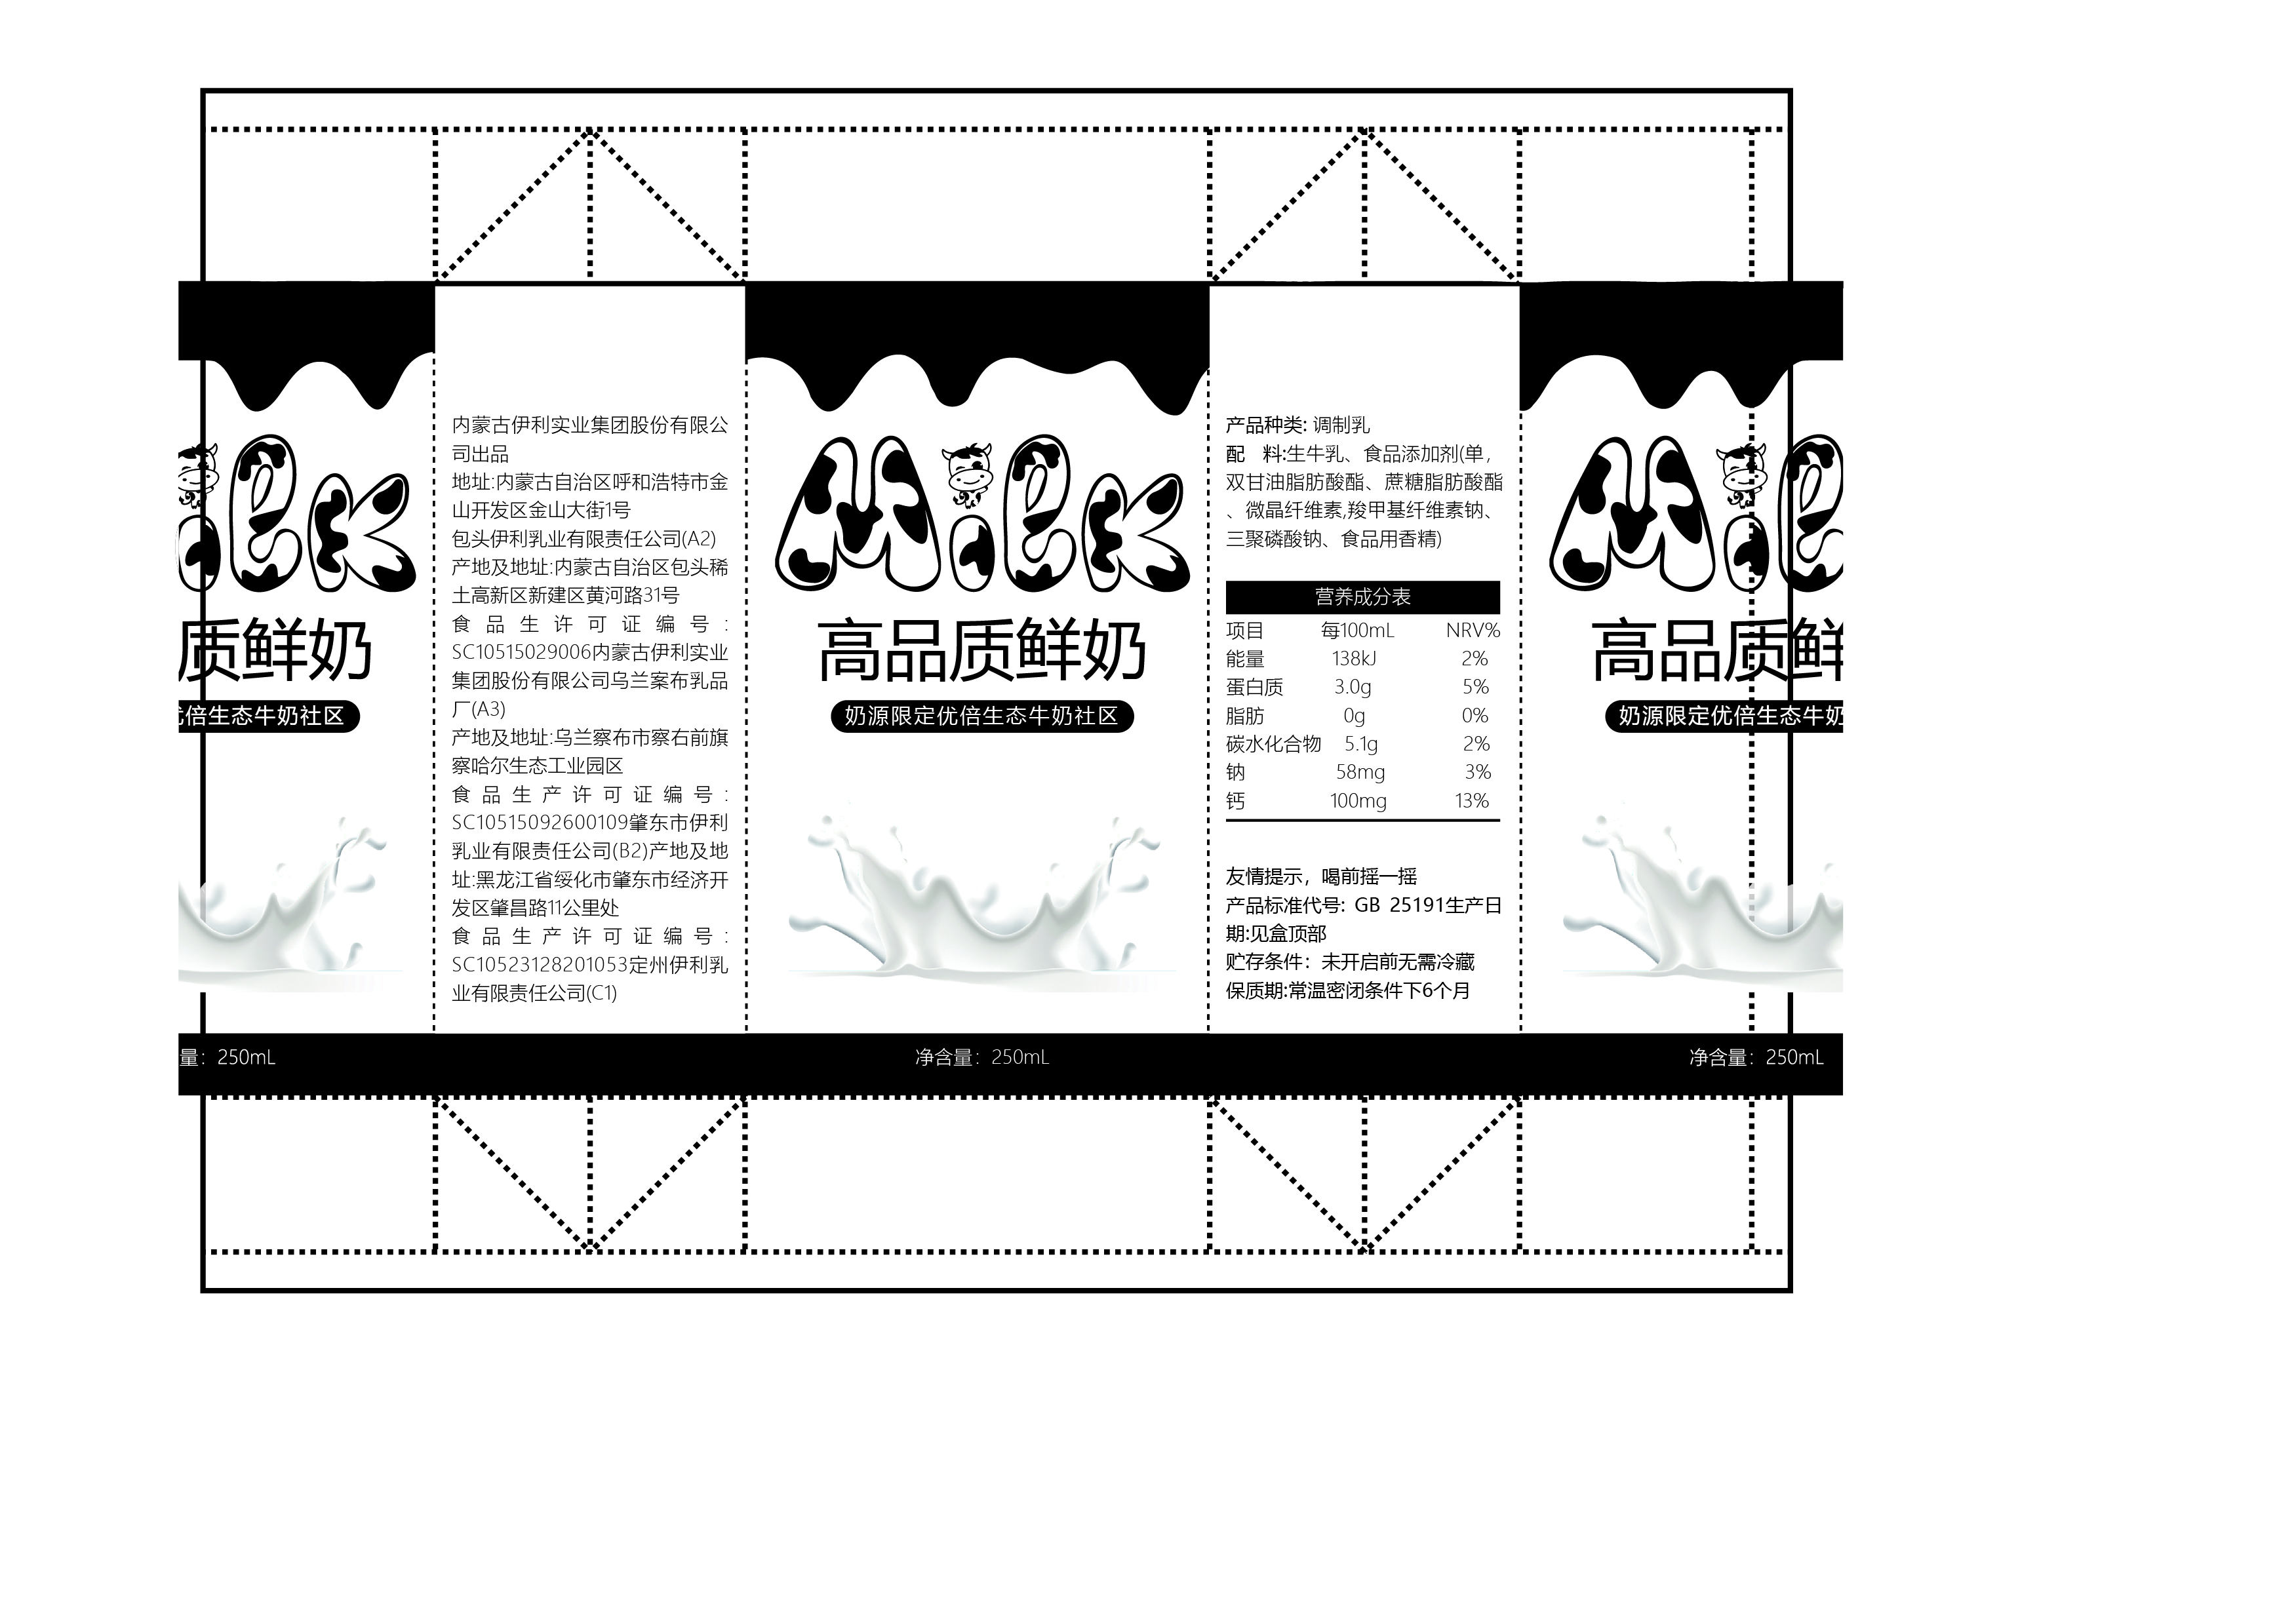 Milk
质鲜奶
优倍生态牛奶社区
量：250mL
内蒙古伊利实业集团股份有限公
司出品
地址:内蒙古自治区呼和浩特市金
山开发区金山大街1号
包头伊利乳业有限责任公司(A2)
产地及地址:内蒙古自治区包头稀
土高新区新建区黄河路31号
食品生许可证编号:
SC10515029006内蒙古伊利实业
集团股份有限公司乌兰案布乳品
厂(A3)
产地及地址:乌兰察布市察右前旗
察哈尔生态工业园区
食品生产许可证编号:
SC10515092600109肇东市伊利
乳业有限责任公司(B2)产地及地
址:黑龙江省绥化市肇东市经济开
发区肇昌路11公里处
食品生产许可证编号:
SC10523128201053定州伊利乳
业有限责任公司(C1)
Milk
高品质鲜奶
奶源限定优倍生态牛奶社区
净含量：250mL
产品种类: 调制乳
配 料:生牛乳、食品添加剂(单,
双甘油脂肪酸酯、蔗糖脂肪酸酯
、微晶纤维素,羧甲基纤维素钠、
三聚磷酸钠、食品用香精)
营养成分表
项目 每100mL NRV%
能量 138kJ 2%
蛋白质 3.0g 5%
脂肪 0g 0%
碳水化合物 5.1g 2%
钠 58mg 3%
钙 100mg 13%
友情提示，喝前摇一摇
产品标准代号：GB 25191生产日
期:见盒顶部
贮存条件：未开启前无需冷藏
保质期:常温密闭条件下6个月
Mil
高品质鲜
奶源限定优倍生态牛奶
净含量：250mL